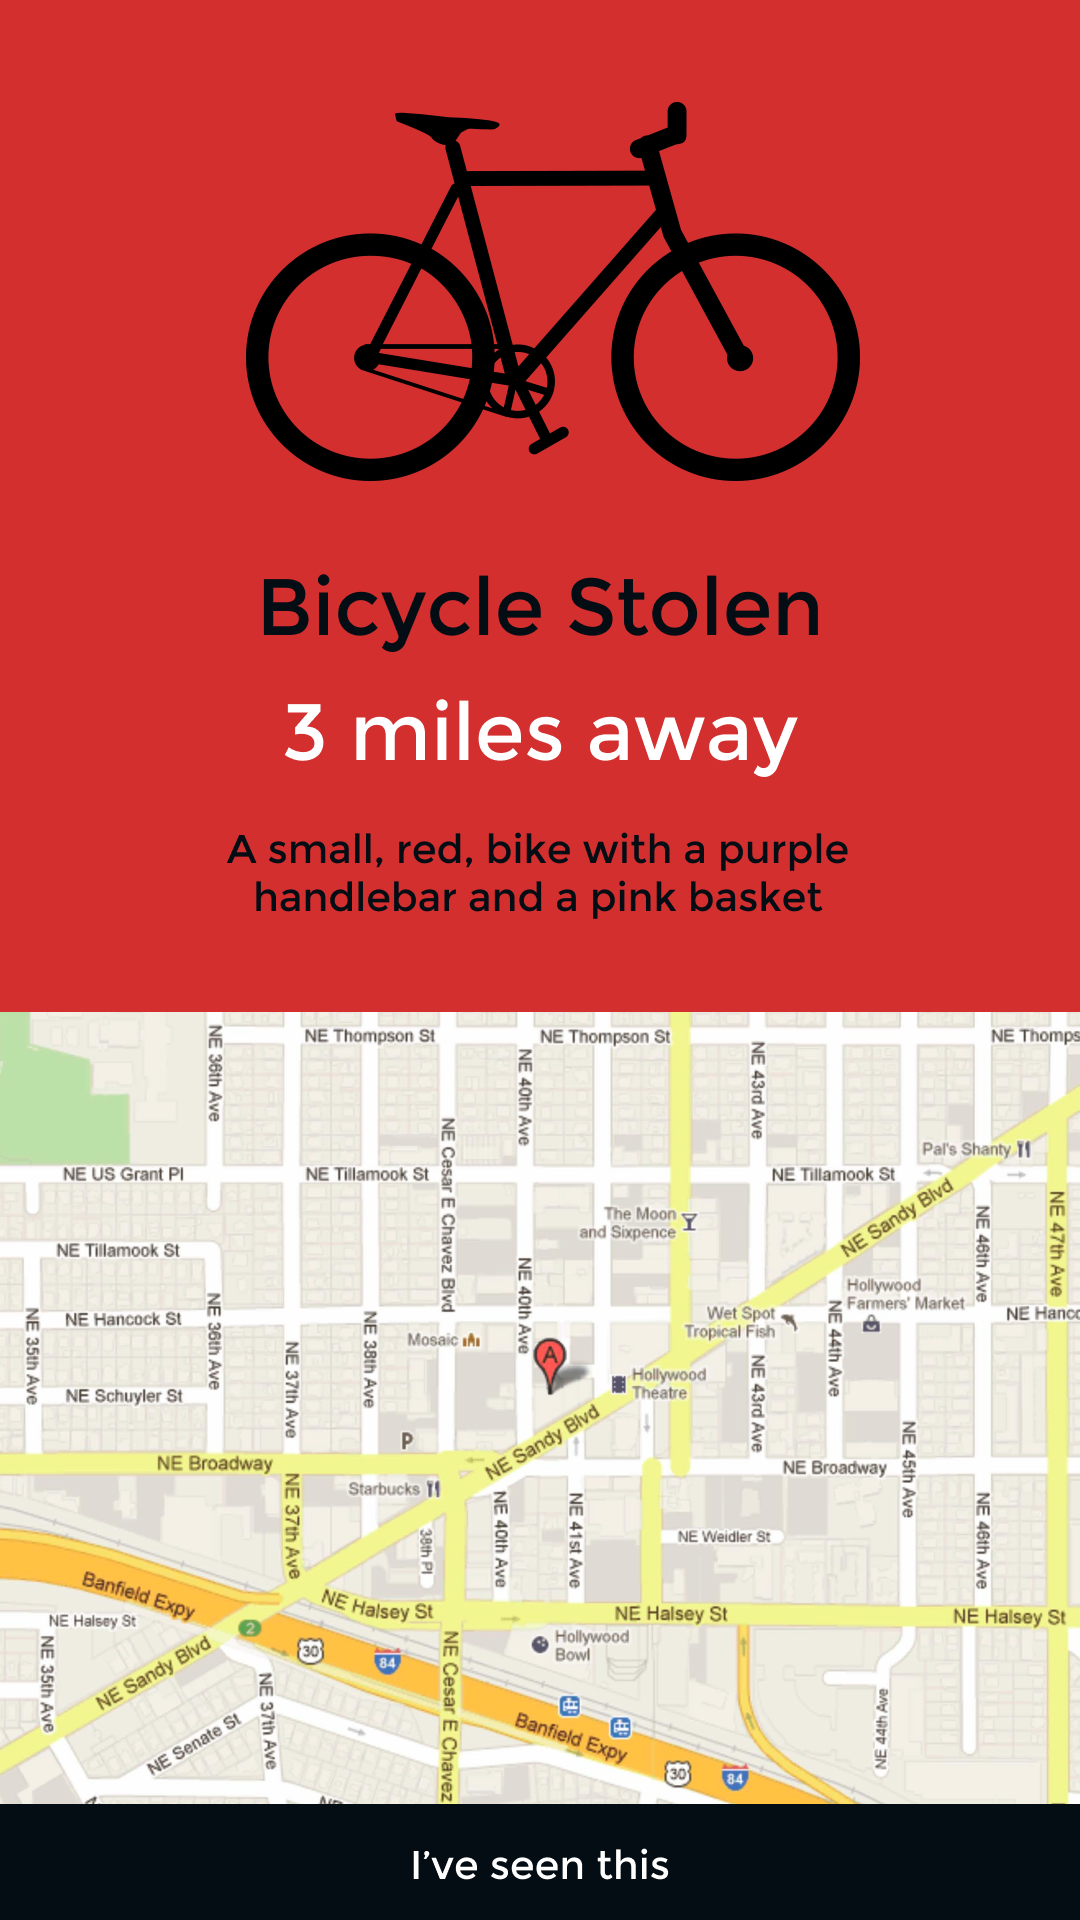 Bicycle Stolen
3 miles away
A small, red, bike with a purple
handlebar and a pink basket
NE Thompson St
NE Thompson St
NE Thomps
NE 36th Ave
NE 40th Ave
NE 43rd Ave
NE Cesar E Chavez Blvd
Pal's Shanty
NE US Grant Pl
NE Tillamook St
NE Tillamook St
NE Sandy Blvd
NE 46th Ave
NE 47th Ave
The Moon
and Sixpence
NE Tillamook St
NE 40th Ave
Hollywood
Farmers' Market
NE Hancock St
NE 35th Ave
NE 36th Ave
NE 37th Ave
NE 38th Ave
Wet Spot
Tropical Fish
NE 44th Ave
NE Hanco
Mosaic
A
NE 43rd Ave
Hollywood
Theatre
NE Schuyler St
NE Sandy Blvd
P
NE 45th Ave
NE Broadway
NE Broadway
NE 37th Ave
Starbucks
NE 40th Ave
NE 41st Ave
NE 46th Ave
38th Pl
NE Weidler St
Banfield Expy
NE Halsey St
NE Halsey St
NE Halsey St
NE Halsey St
2
30
84
NE 35th Ave
NE Sandy Blvd
NE 37th Ave
NE Cesar E Chavez
Hollywood
Bowl
NE Senate St
Banfield Expy
NE 44th Ave
30
84
I've seen this